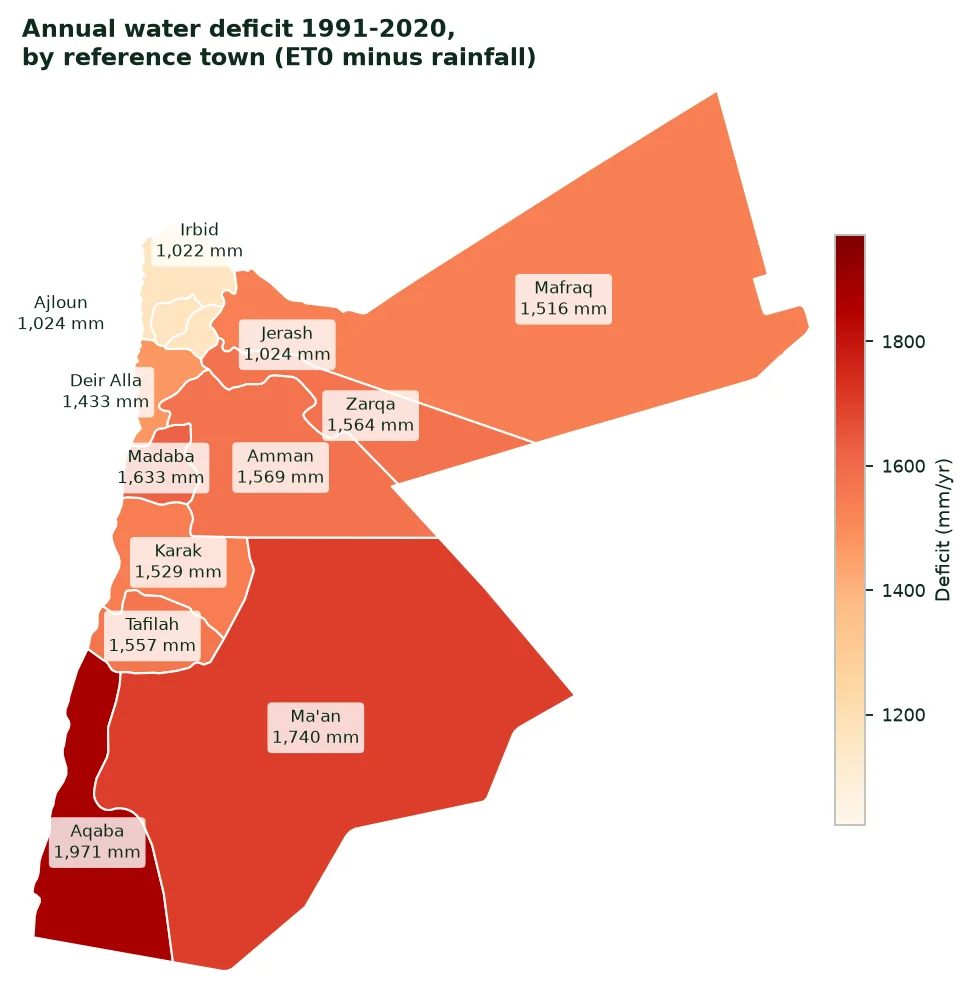 Annual water deficit 1991-2020,
by reference town (ET0 minus rainfall)
Irbid
1,022 mm
Mafraq
1,516 mm
Ajloun
1,024 mm
Jerash
1,024 mm
Deir Alla
1,433 mm
Zarqa
1,564 mm
Madaba
1,633 mm
Amman
1,569 mm
Karak
1,529 mm
Tafilah
1,557 mm
Ma'an
1,740 mm
Aqaba
1,971 mm
1800
1600
1400
1200
Deficit (mm/yr)